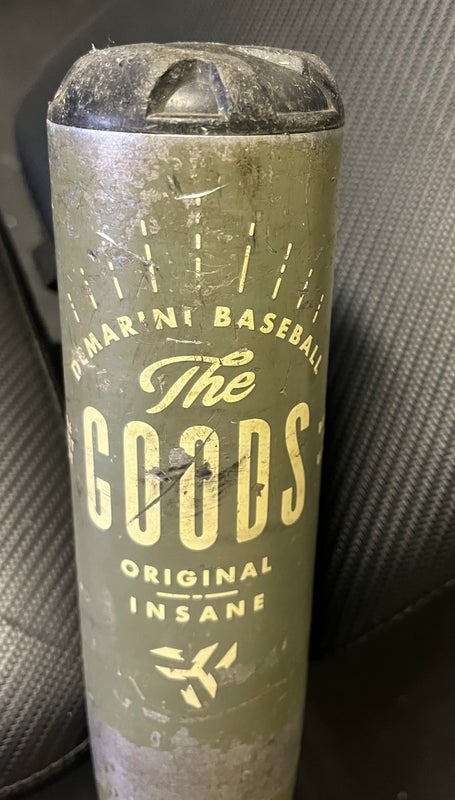 DEMARINI BASEBALL
The
GOODS
ORIGINAL
INSANE